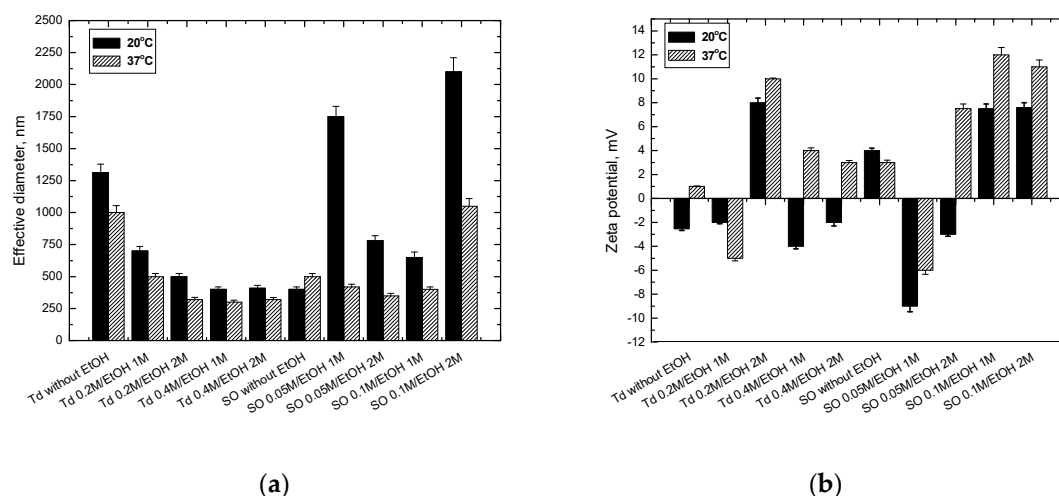 20°C
37°C
Effective diameter, nm
2500
2250
2000
1750
1500
1250
1000
750
500
250
0
Td without EtOH
Td 0.2M/EtOH 1M
Td 0.2M/EtOH 2M
Td 0.4M/EtOH 1M
Td 0.4M/EtOH 2M
SO without EtOH
SO 0.05M/EtOH 1M
SO 0.05M/EtOH 2M
SO 0.1M/EtOH 1M
SO 0.1M/EtOH 2M
(a)
20°C
37°C
Zeta potential, mV
14
12
10
8
6
4
2
0
-2
-4
-6
-8
-10
-12
Td without EtOH
Td 0.2M/EtOH 1M
Td 0.2M/EtOH 2M
Td 0.4M/EtOH 1M
Td 0.4M/EtOH 2M
SO without EtOH
SO 0.05M/EtOH 1M
SO 0.05M/EtOH 2M
SO 0.1M/EtOH 1M
SO 0.1M/EtOH 2M
(b)